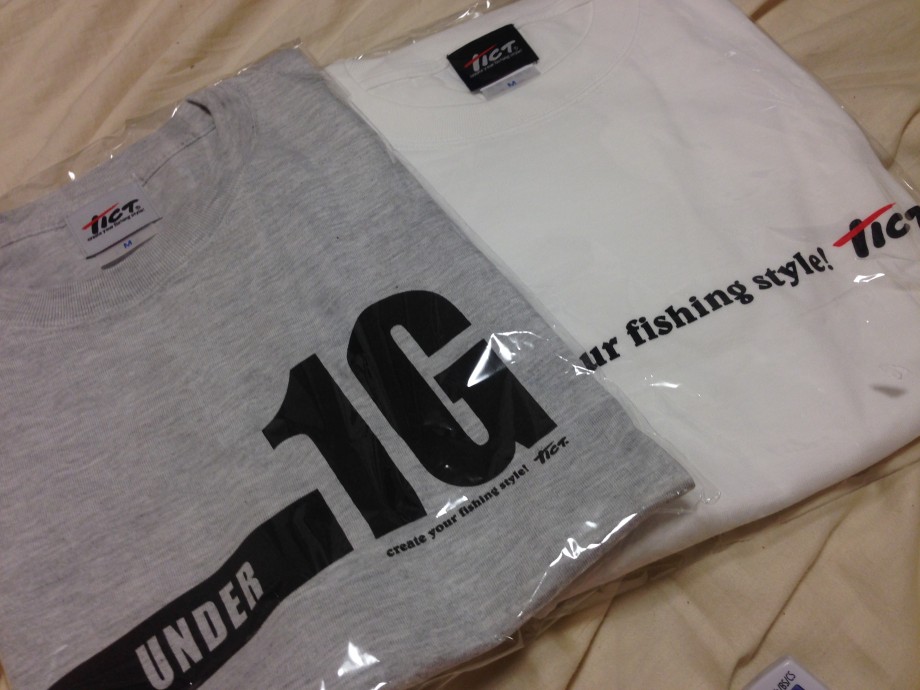 TICT
M
1G
create your fishing style! TICT
UNDER
TICT
M
ur fishing style! TICT